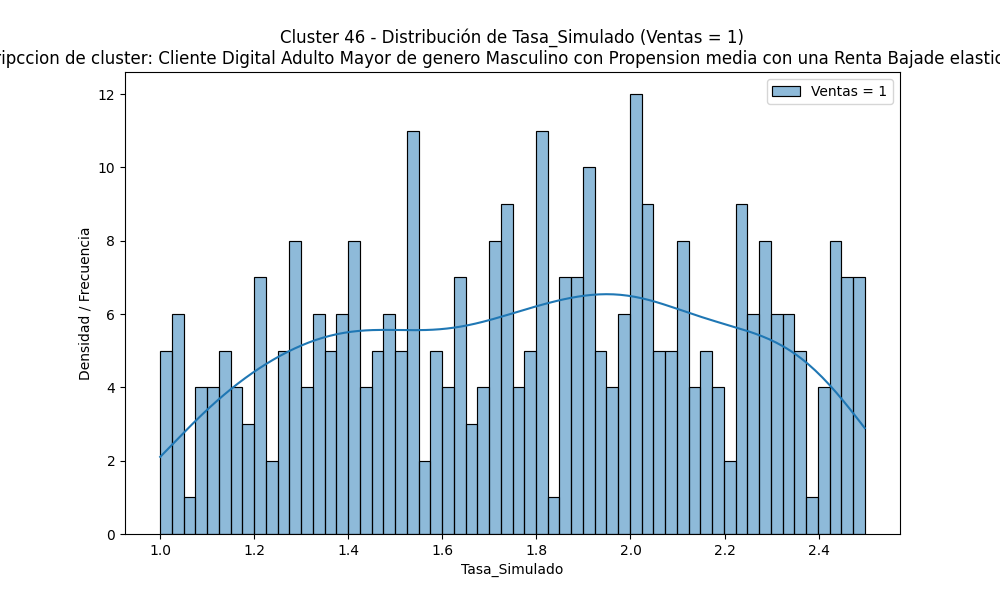 Cluster 46 - Distribución de Tasa_Simulado (Ventas = 1)
ripccion de cluster: Cliente Digital Adulto Mayor de genero Masculino con Propension media con una Renta Bajade elastic
Ventas = 1
12
10
8
6
4
2
0
Densidad / Frecuencia
1.0 1.2 1.4 1.6 1.8 2.0 2.2 2.4
Tasa_Simulado